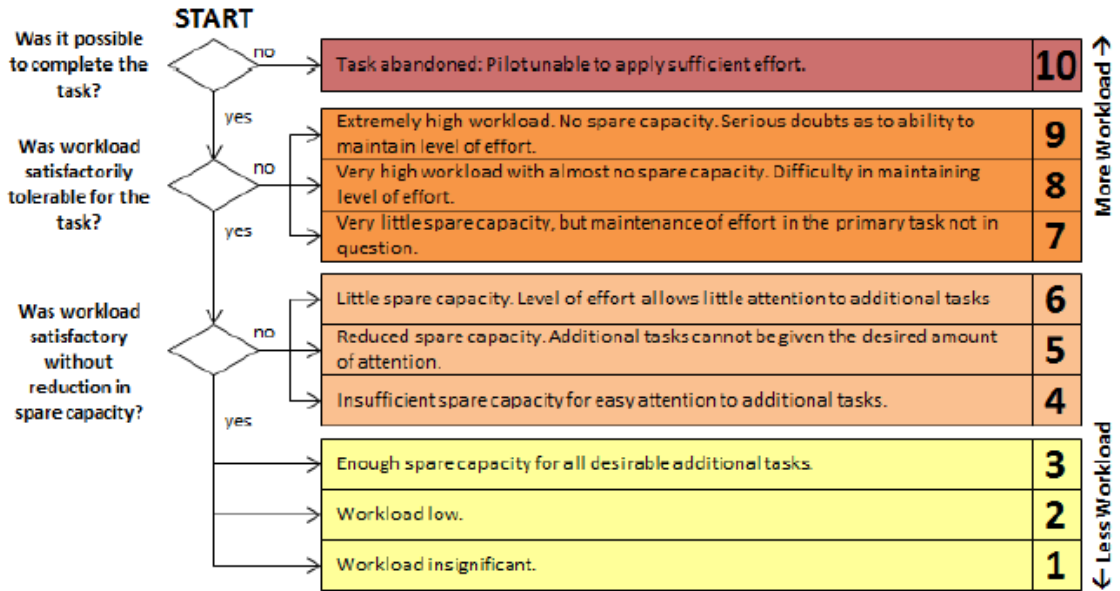 START
Was it possible
to complete the
task?
no
Task abandoned: Pilot unable to apply sufficient effort.
10
yes
Was workload
satisfactorily
tolerable for the
task?
no
Extremely high workload. No spare capacity. Serious doubts as to ability to
maintain level of effort.
9
Very high workload with almost no spare capacity. Difficulty in maintaining
level of effort.
8
Very little spare capacity, but maintenance of effort in the primary task not in
question.
7
yes
Was workload
satisfactory
without
reduction in
spare capacity?
no
Little spare capacity. Level of effort allows little attention to additional tasks
6
Reduced spare capacity. Additional tasks cannot be given the desired amount
of attention.
5
Insufficient spare capacity for easy attention to additional tasks.
4
yes
Enough spare capacity for all desirable additional tasks.
3
Workload low.
2
Workload insignificant.
1
More Workload →
← Less Workload